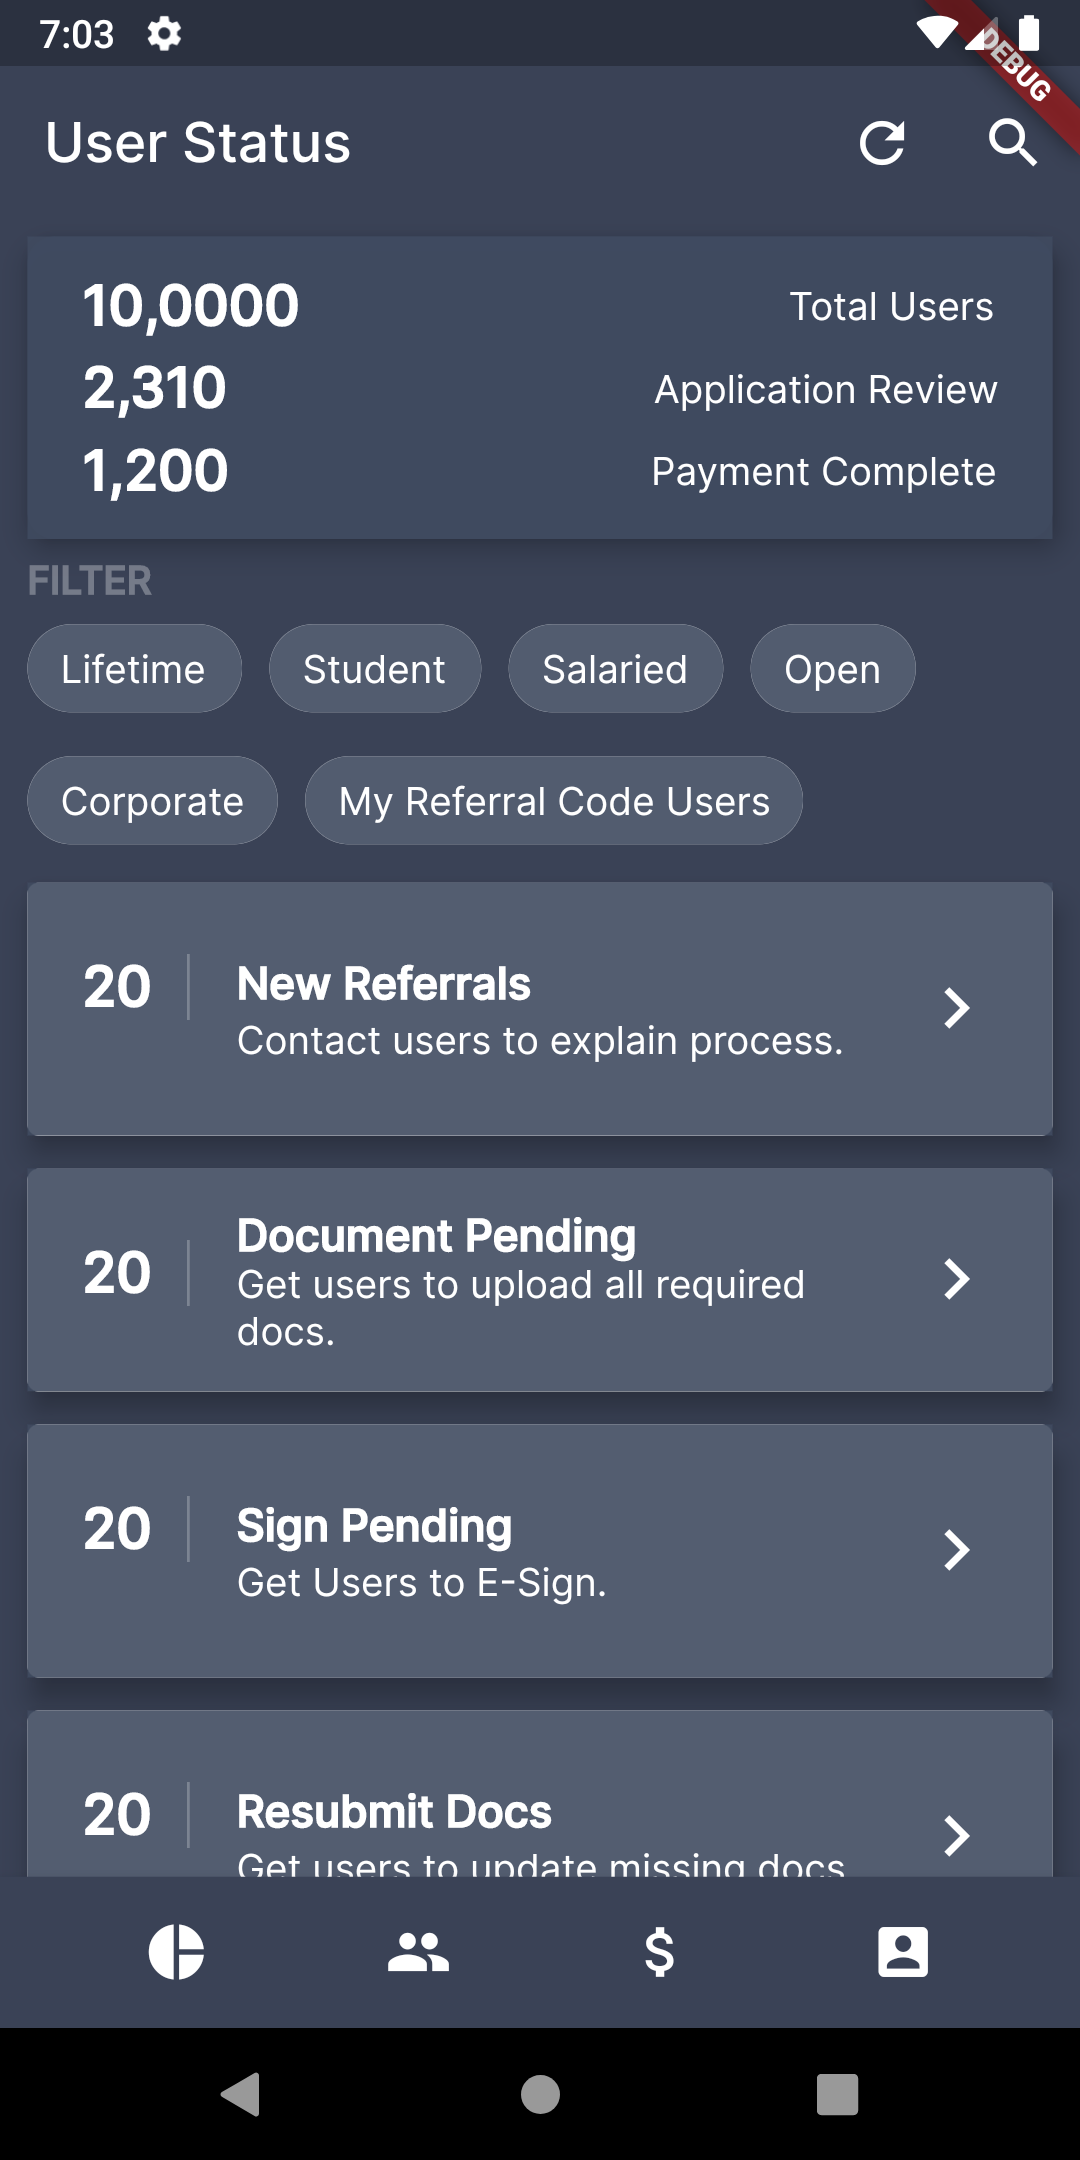 7:03
DEBUG
User Status
10,0000 Total Users
2,310 Application Review
1,200 Payment Complete
FILTER
Lifetime Student Salaried Open
Corporate My Referral Code Users
20 New Referrals
Contact users to explain process.
20 Document Pending
Get users to upload all required
docs.
20 Sign Pending
Get Users to E-Sign.
20 Resubmit Docs
Get users to update missing docs